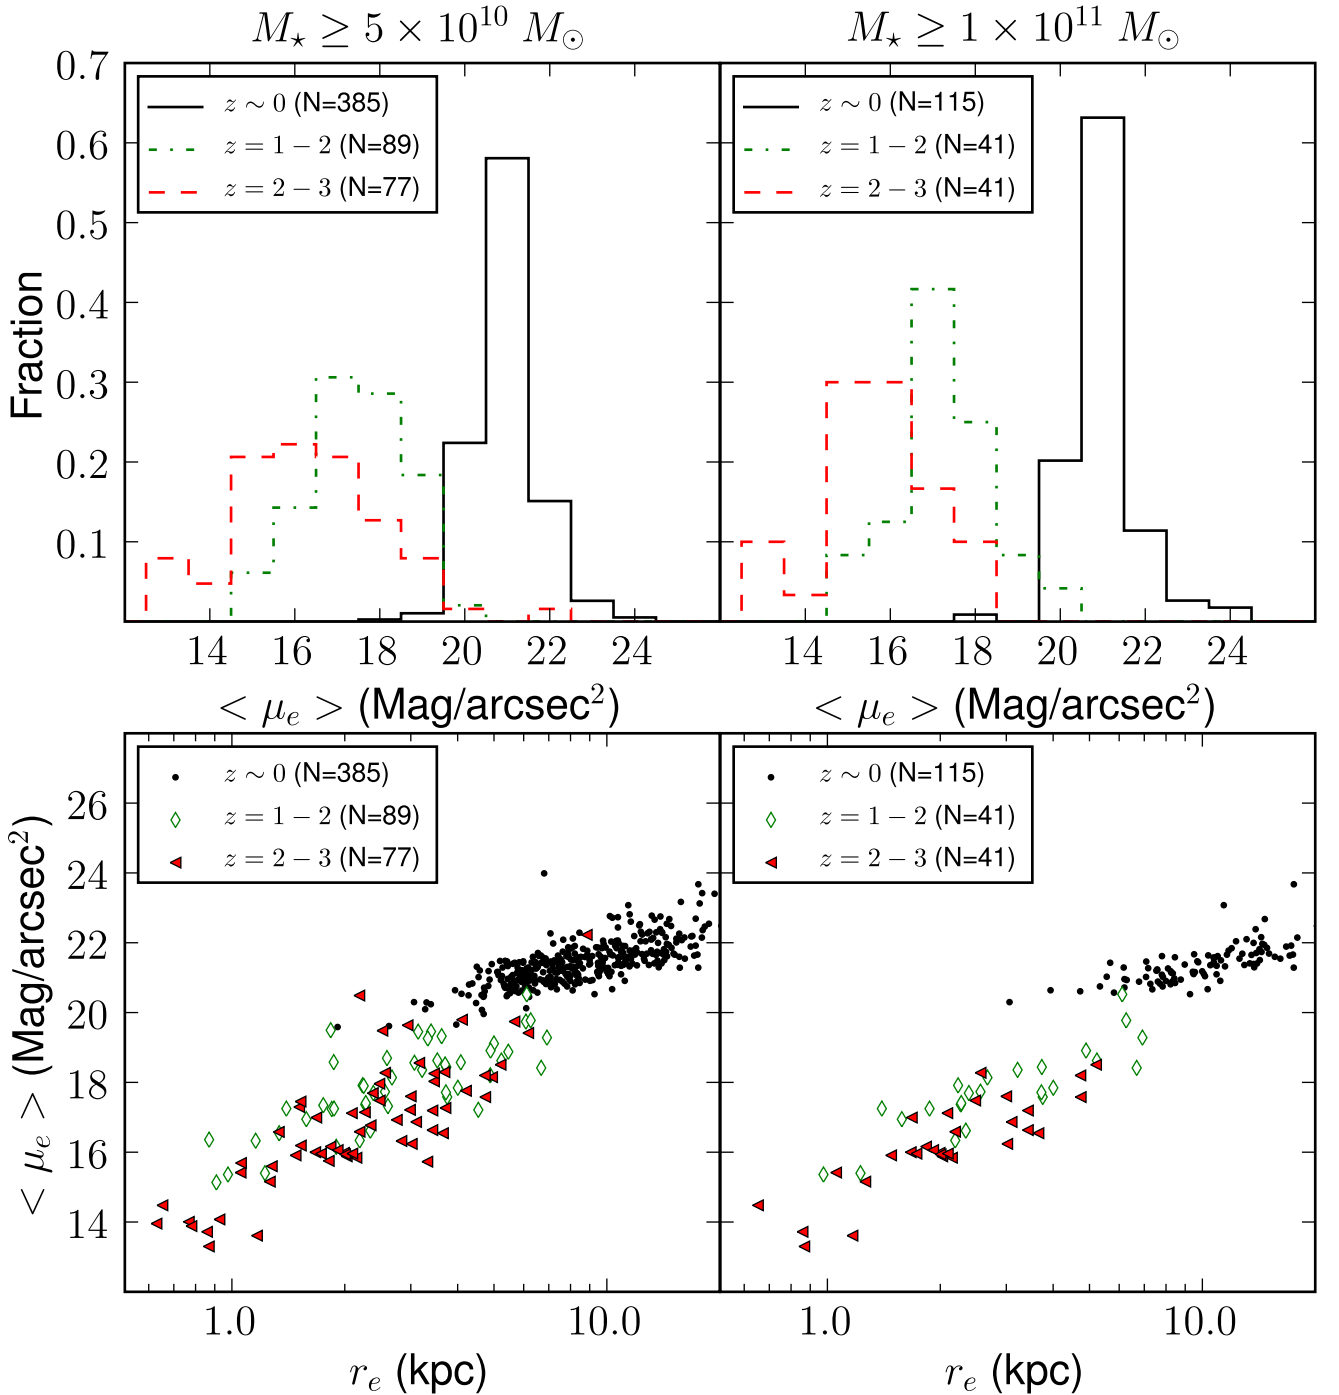 M⋆ ≥ 5 × 10¹⁰ M⊙
M⋆ ≥ 1 × 10¹¹ M⊙
z ∼ 0 (N=385)
z = 1 − 2 (N=89)
z = 2 − 3 (N=77)
z ∼ 0 (N=115)
z = 1 − 2 (N=41)
z = 2 − 3 (N=41)
Fraction
0.7
0.6
0.5
0.4
0.3
0.2
0.1
14 16 18 20 22 24
14 16 18 20 22 24
< μₑ > (Mag/arcsec²)
< μₑ > (Mag/arcsec²)
z ∼ 0 (N=385)
z = 1 − 2 (N=89)
z = 2 − 3 (N=77)
z ∼ 0 (N=115)
z = 1 − 2 (N=41)
z = 2 − 3 (N=41)
< μₑ > (Mag/arcsec²)
26
24
22
20
18
16
14
1.0 10.0
1.0 10.0
rₑ (kpc)
rₑ (kpc)